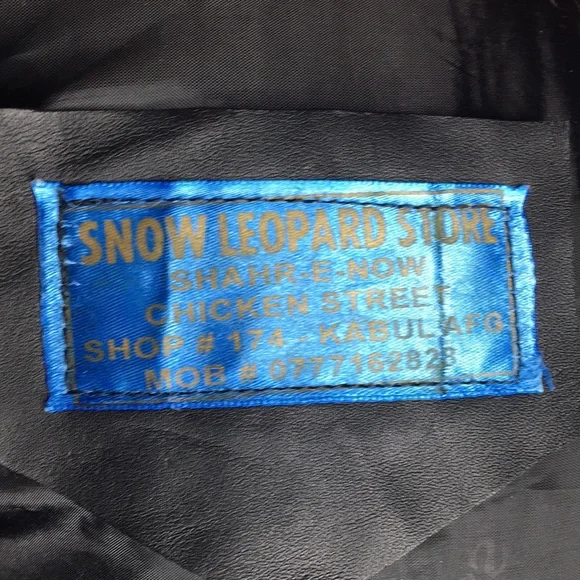 SNOW LEOPARD STORE
SHAHR-E-NOW
CHICKEN STREET
SHOP # 174 - KABUL AFG
MOB # 0777162828